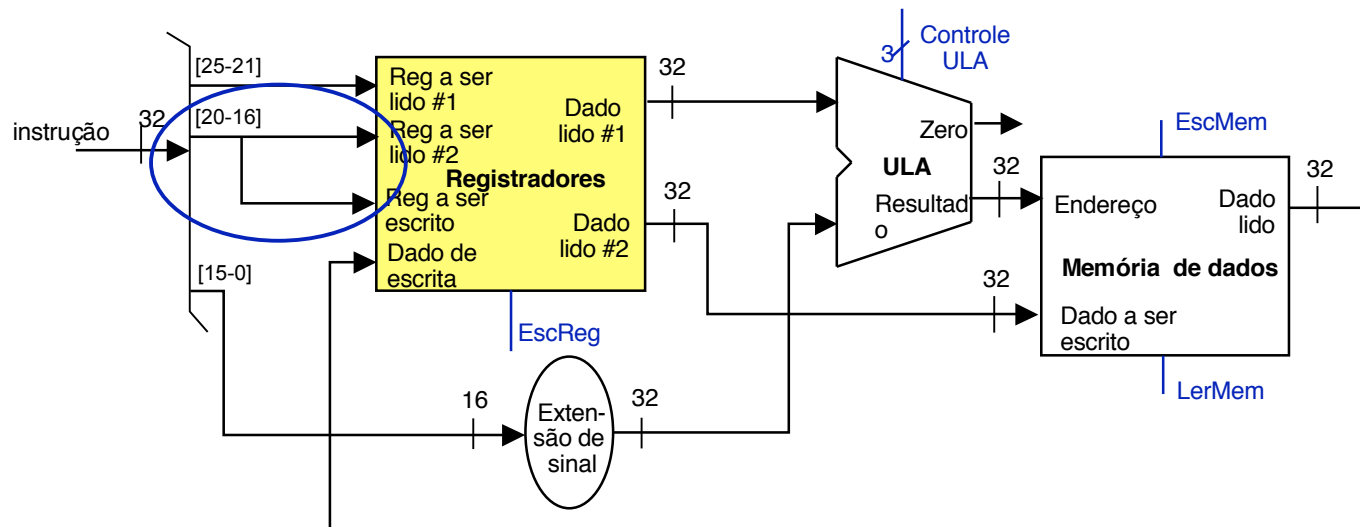 instrução
32
[25-21]
[20-16]
[15-0]
Reg a ser
lido #1
Reg a ser
lido #2
Registradores
Reg a ser
escrito
Dado de
escrita
Dado
lido #1
Dado
lido #2
EscReg
32
32
16
Exten-
são de
sinal
32
3
Controle
ULA
Zero
ULA
Resultad
o
32
32
EscMem
Endereço
Dado
lido
Memória de dados
Dado a ser
escrito
LerMem
32